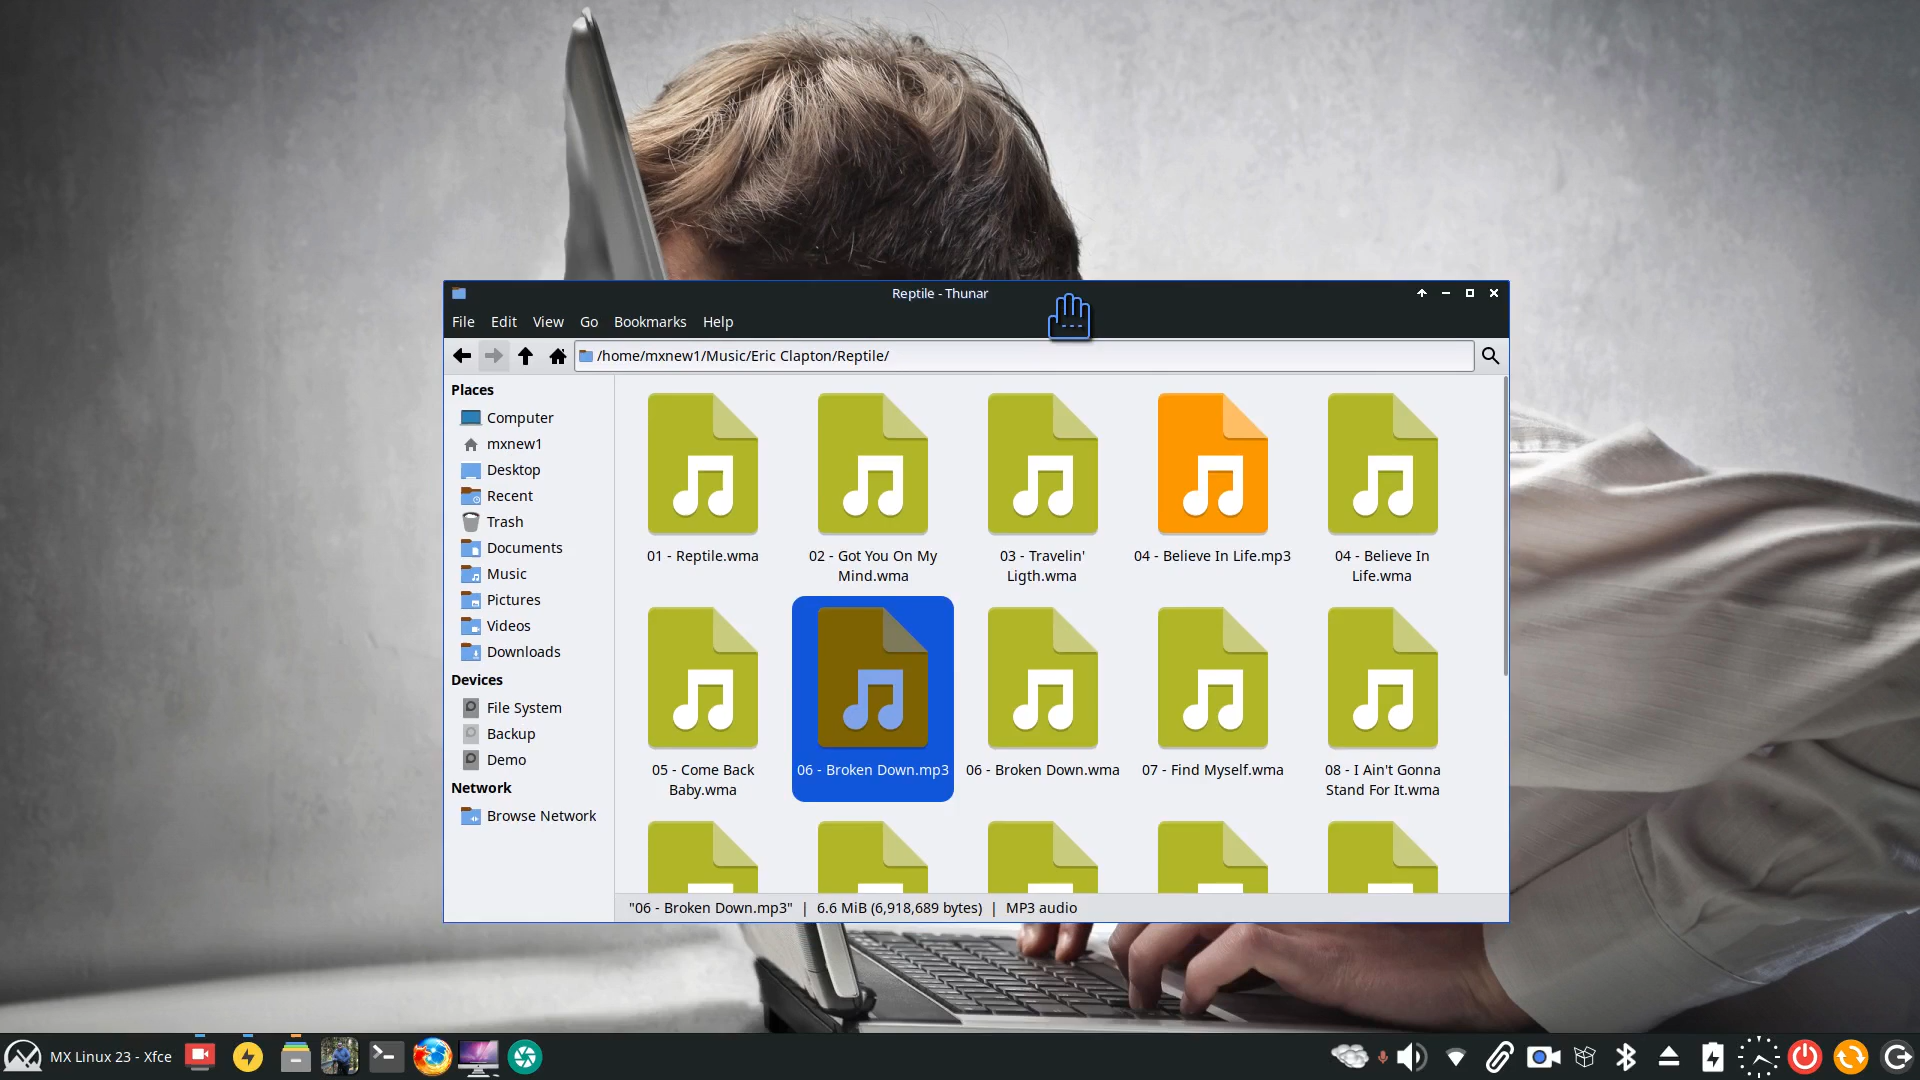 Reptile - Thunar
File Edit View Go Bookmarks Help
/home/mxnew1/Music/Eric Clapton/Reptile/
Places
Computer
mxnew1
Desktop
Recent
Trash
Documents
Music
Pictures
Videos
Downloads
Devices
File System
Backup
Demo
Network
Browse Network
01 - Reptile.wma
02 - Got You On My
Mind.wma
03 - Travelin'
Ligth.wma
04 - Believe In Life.mp3
04 - Believe In
Life.wma
05 - Come Back
Baby.wma
06 - Broken Down.mp3
06 - Broken Down.wma
07 - Find Myself.wma
08 - I Ain't Gonna
Stand For It.wma
"06 - Broken Down.mp3" | 6.6 MiB (6,918,689 bytes) | MP3 audio
MX Linux 23 - Xfce